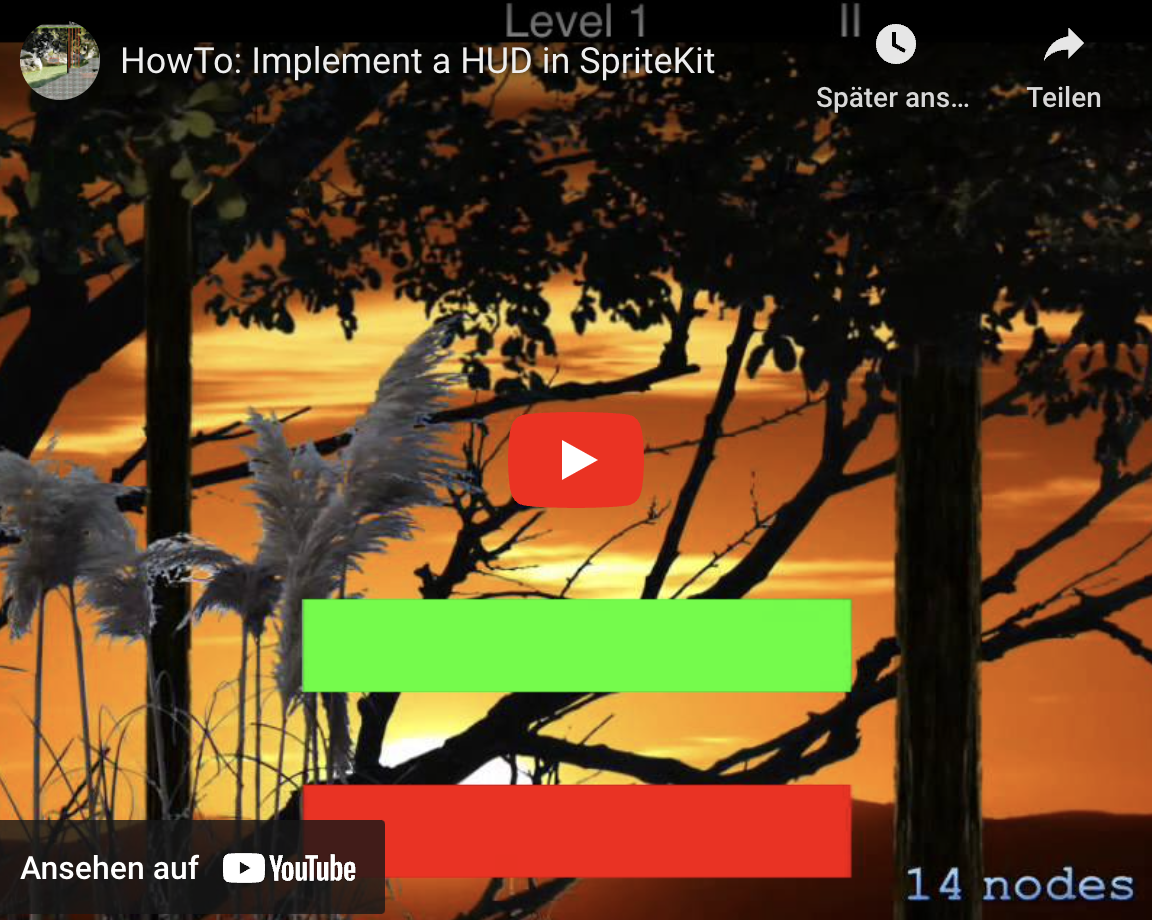 Level 1 II
HowTo: Implement a HUD in SpriteKit
Später ans...
Teilen
Ansehen auf YouTube
14 nodes